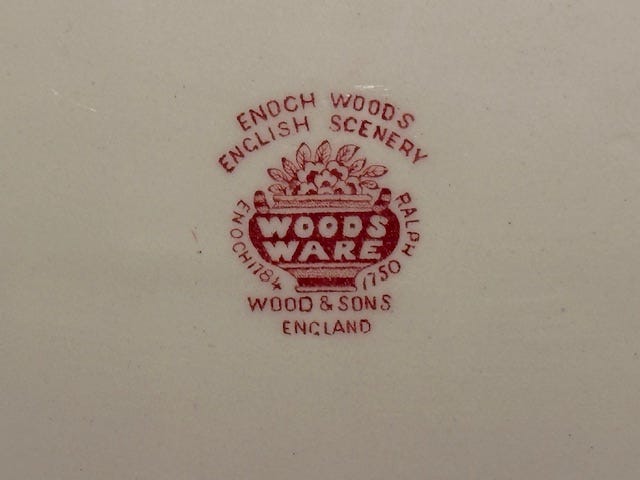 ENOCH WOODS
ENGLISH SCENERY
WOODS
WARE
ENOCH 1784
RALPH 1750
WOOD & SONS
ENGLAND